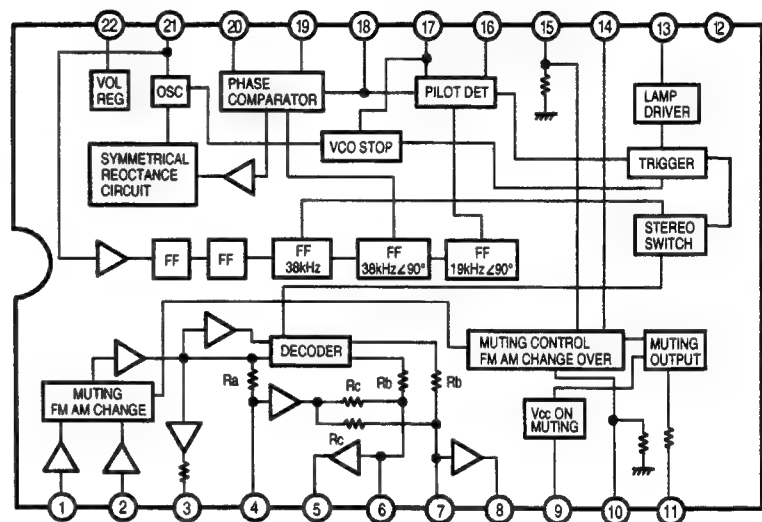 22 21 20 19 18 17 16 15 14 13 12
VOL
REG
OSC
PHASE
COMPARATOR
PILOT DET
LAMP
DRIVER
VCO STOP
SYMMETRICAL
REOCTANCE
CIRCUIT
TRIGGER
STEREO
SWITCH
FF
FF
FF
38kHz
FF
38kHz∠90°
FF
19kHz∠90°
DECODER
MUTING CONTROL
FM AM CHANGE OVER
MUTING
OUTPUT
MUTING
FM AM CHANGE
Ra
Rc
Rb
Rb
Rc
Vcc ON
MUTING
1 2 3 4 5 6 7 8 9 10 11